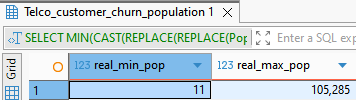 Telco_customer_churn_population 1
SELECT MIN(CAST(REPLACE(REPLACE(Pop Enter a SQL exp
Grid
123 real_min_pop 123 real_max_pop
1 11 105,285